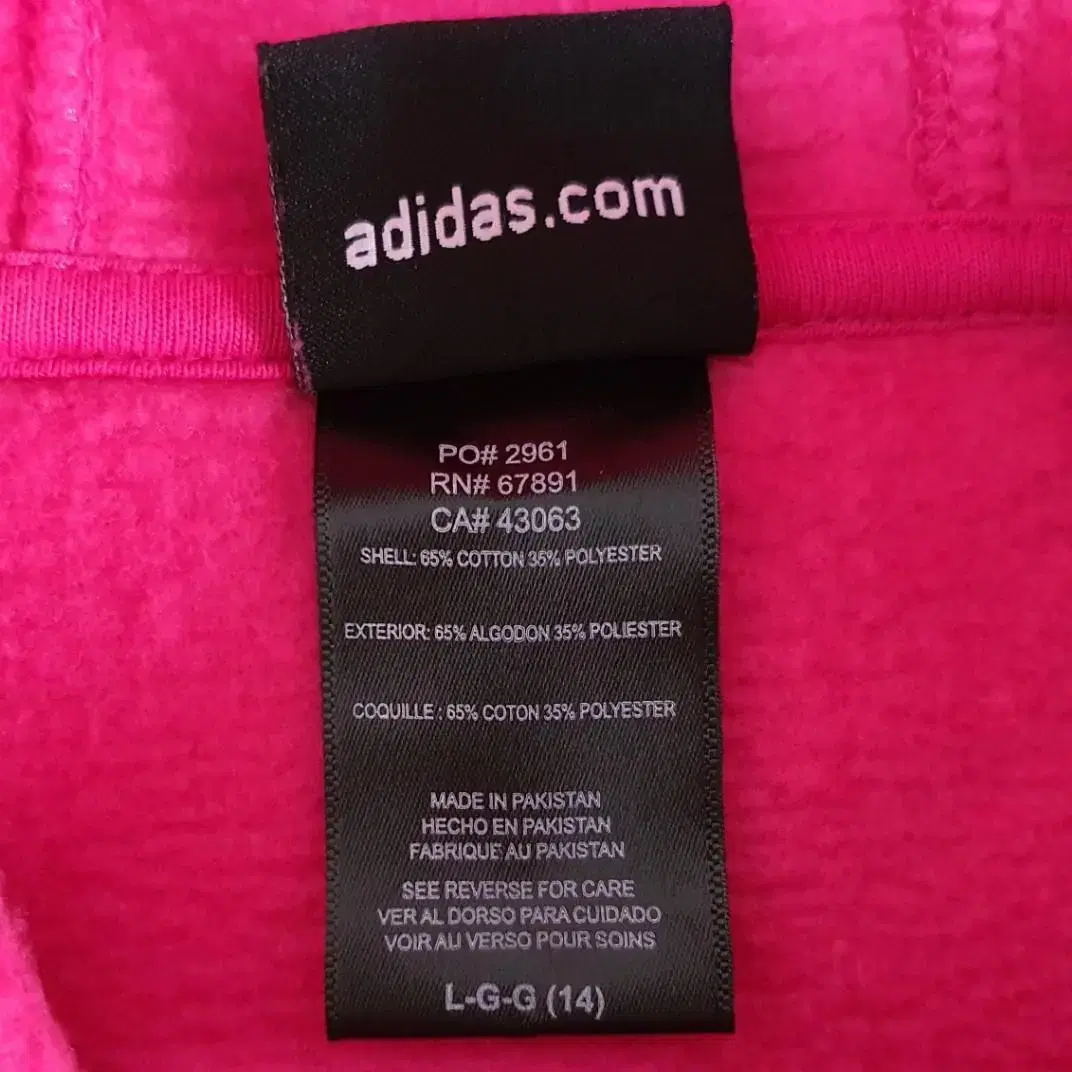 adidas.com
PO# 2961
RN# 67891
CA# 43063
SHELL: 65% COTTON 35% POLYESTER
EXTERIOR: 65% ALGODON 35% POLIESTER
COQUILLE : 65% COTON 35% POLYESTER
MADE IN PAKISTAN
HECHO EN PAKISTAN
FABRIQUE AU PAKISTAN
SEE REVERSE FOR CARE
VER AL DORSO PARA CUIDADO
VOIR AU VERSO POUR SOINS
L-G-G (14)